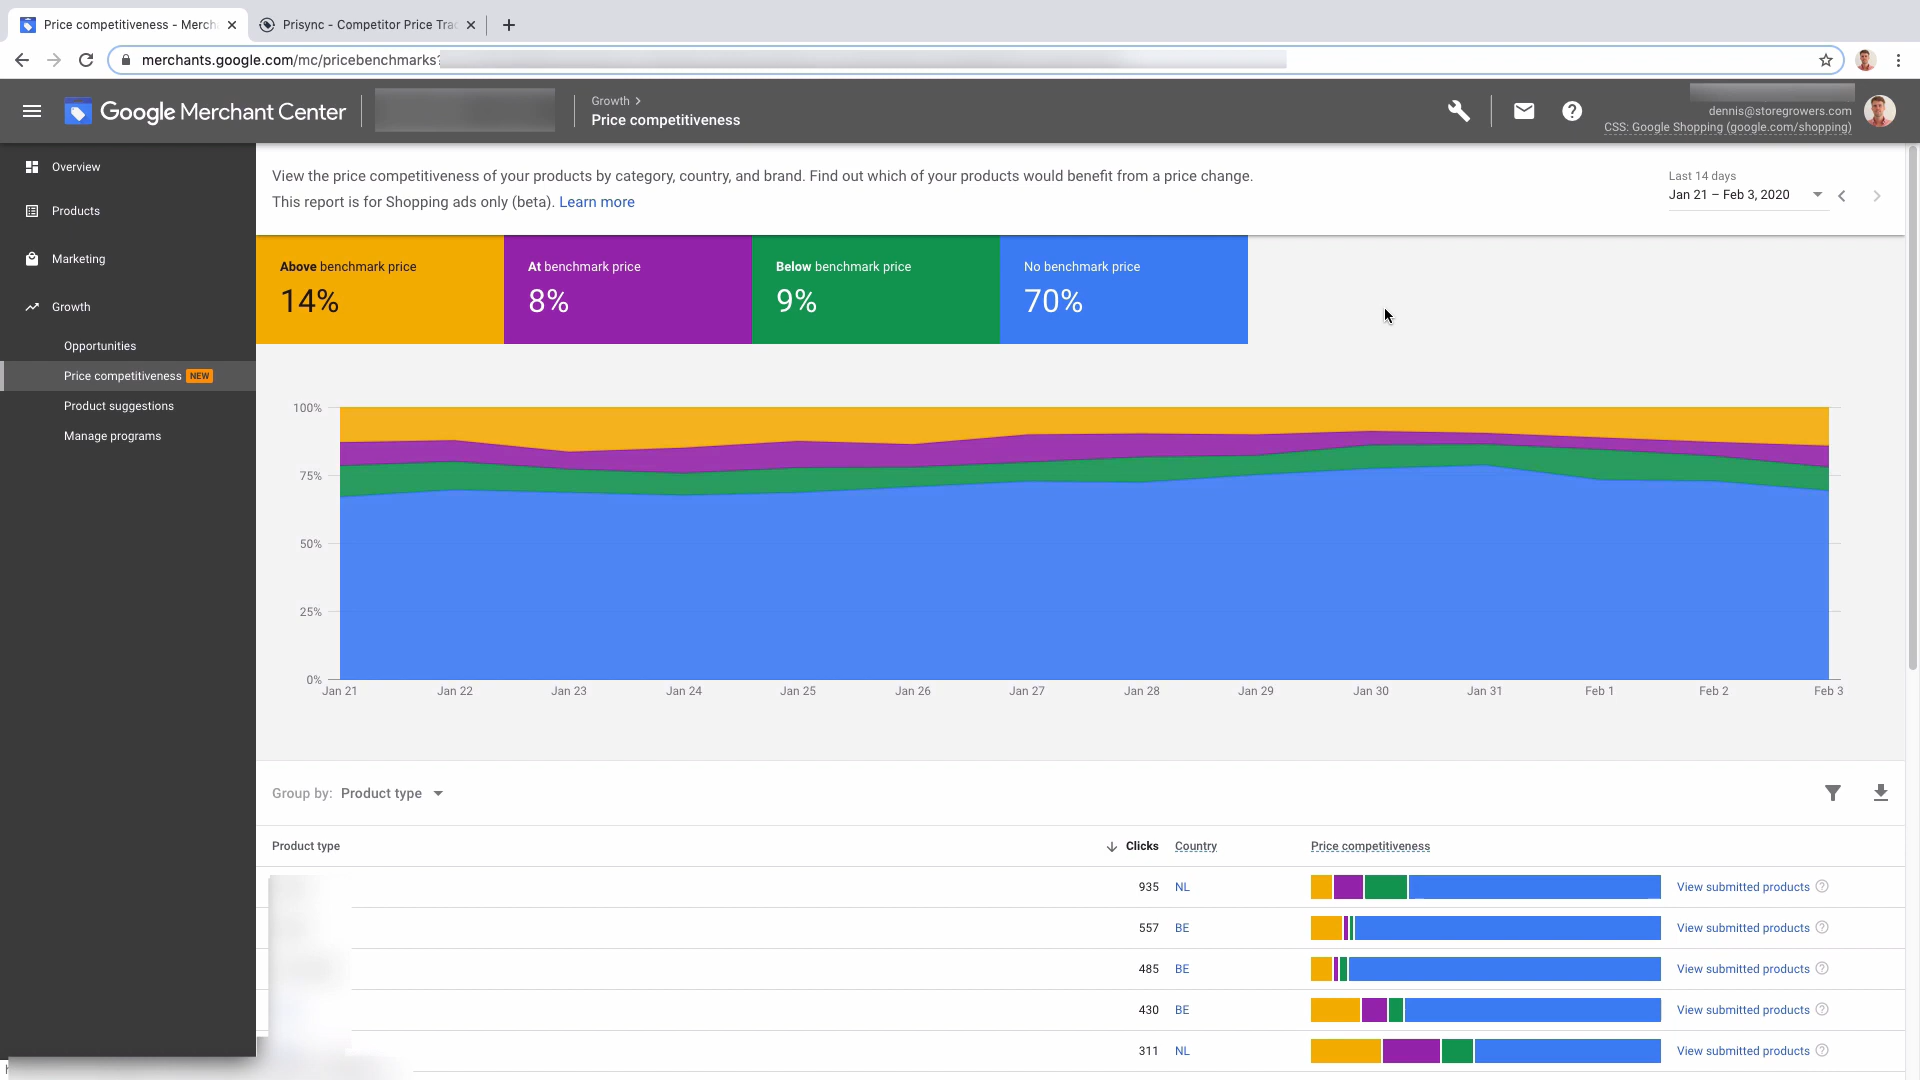 Price competitiveness - Merch
Prisync - Competitor Price Trac
merchants.google.com/mc/pricebenchmarks?
Google Merchant Center
Growth
Price competitiveness
dennis@storegrowers.com
CSS: Google Shopping (google.com/shopping)
Overview
Products
Marketing
Growth
Opportunities
Price competitiveness NEW
Product suggestions
Manage programs
View the price competitiveness of your products by category, country, and brand. Find out which of your products would benefit from a price change.
This report is for Shopping ads only (beta). Learn more
Last 14 days
Jan 21 – Feb 3, 2020
Above benchmark price
14%
At benchmark price
8%
Below benchmark price
9%
No benchmark price
70%
100%
75%
50%
25%
0%
Jan 21 Jan 22 Jan 23 Jan 24 Jan 25 Jan 26 Jan 27 Jan 28 Jan 29 Jan 30 Jan 31 Feb 1 Feb 2 Feb 3
Group by: Product type
Product type Clicks Country Price competitiveness
935 NL View submitted products
557 BE View submitted products
485 BE View submitted products
430 BE View submitted products
311 NL View submitted products